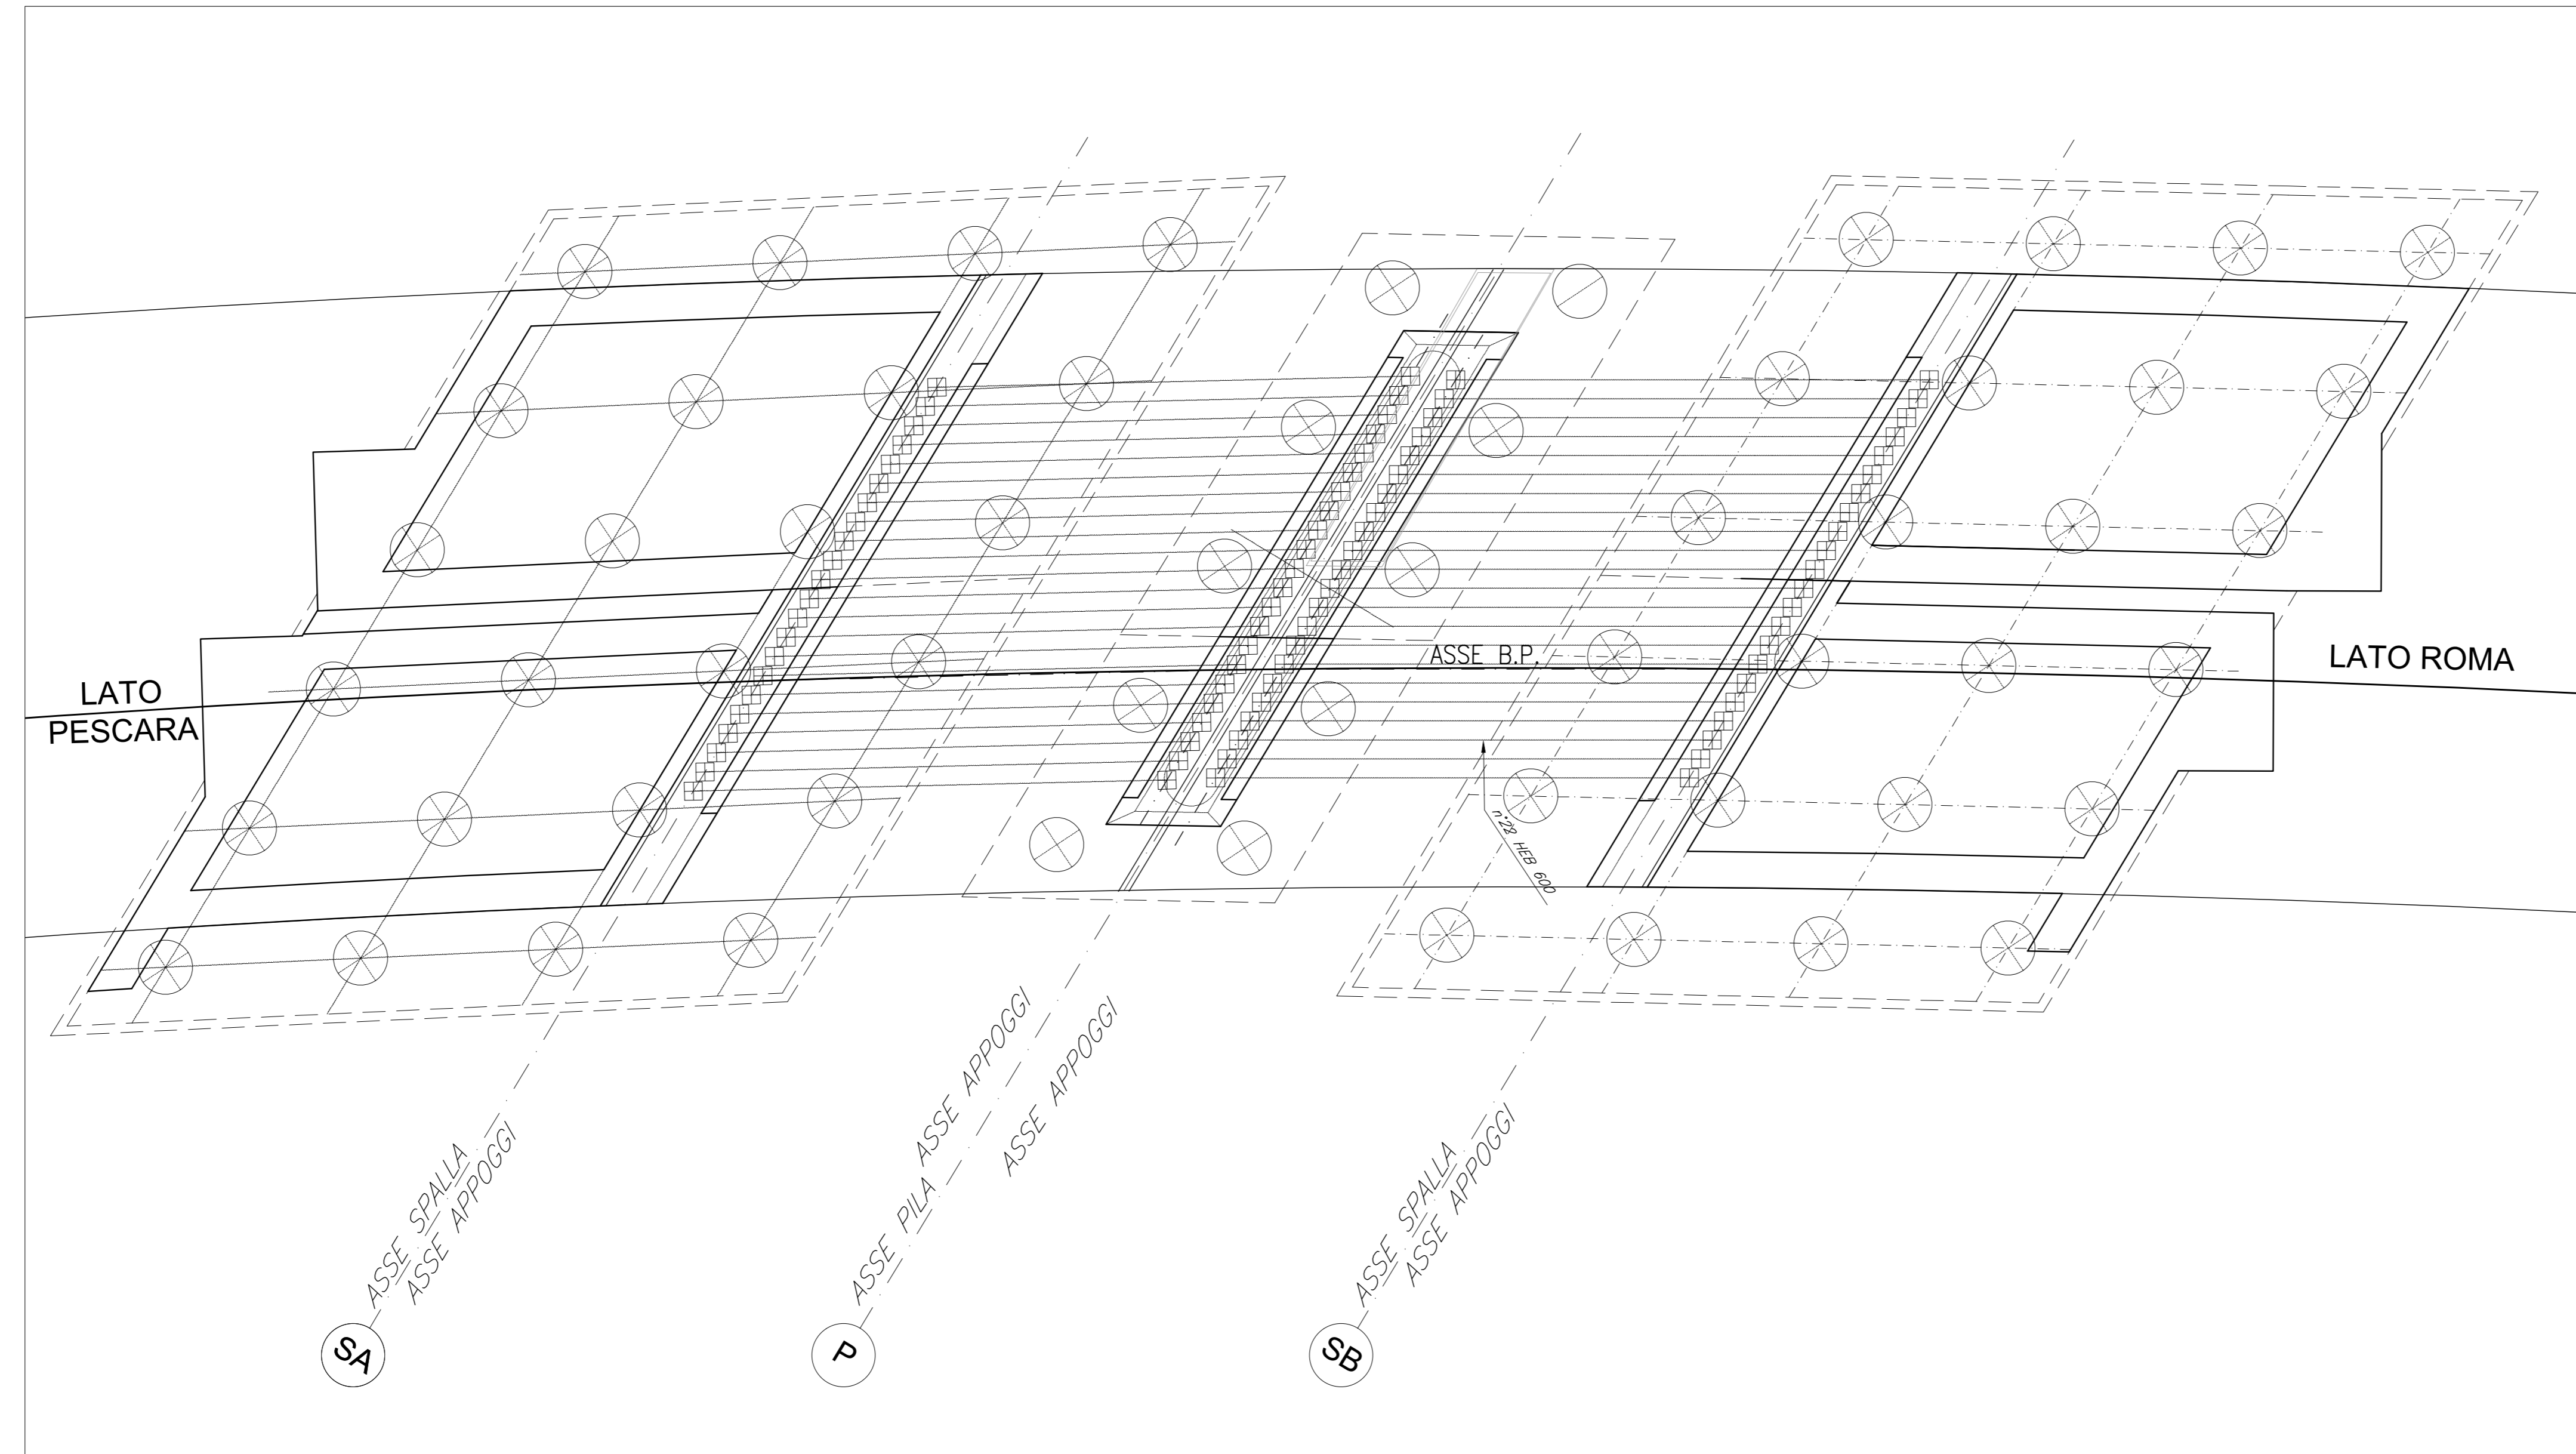 LATO
PESCARA
ASSE B.P.
LATO ROMA
n°22 HEB 600
ASSE SPALLA
ASSE APPOGGI
ASSE PILA
ASSE APPOGGI
ASSE APPOGGI
ASSE SPALLA
ASSE APPOGGI
SA
P
SB